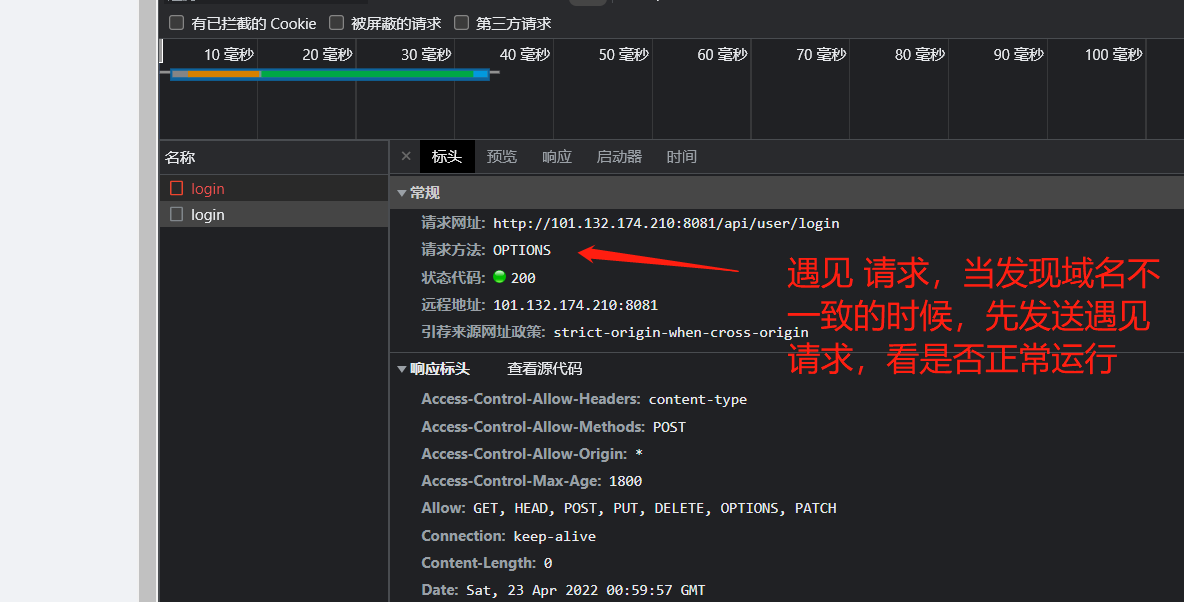 有已拦截的 Cookie 被屏蔽的请求 第三方请求
10 毫秒 20 毫秒 30 毫秒 40 毫秒 50 毫秒 60 毫秒 70 毫秒 80 毫秒 90 毫秒 100 毫秒
名称
login
login
× 标头 预览 响应 启动器 时间
常规
请求网址: http://101.132.174.210:8081/api/user/login
请求方法: OPTIONS
状态代码: 200
远程地址: 101.132.174.210:8081
引荐来源网址政策: strict-origin-when-cross-origin
遇见 请求，当发现域名不
一致的时候，先发送遇见
请求，看是否正常运行
响应标头 查看源代码
Access-Control-Allow-Headers: content-type
Access-Control-Allow-Methods: POST
Access-Control-Allow-Origin: *
Access-Control-Max-Age: 1800
Allow: GET, HEAD, POST, PUT, DELETE, OPTIONS, PATCH
Connection: keep-alive
Content-Length: 0
Date: Sat, 23 Apr 2022 00:59:57 GMT